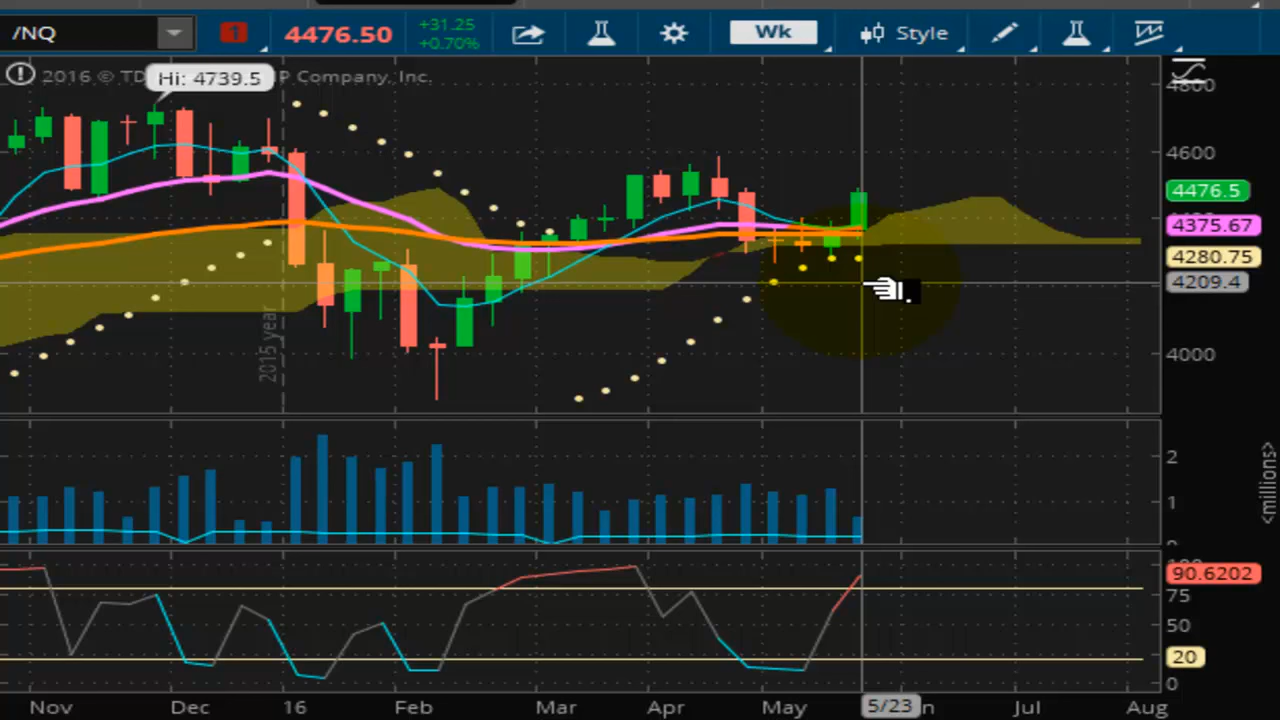 /NQ 1 4476.50 +31.25 +0.70% Wk Style
2016 © TD P Company, Inc.
Hi: 4739.5
4800
4600
4476.5
4375.67
4280.75
4209.4
4000
2015 year
2
1
0
<millions>
90.6202
75
50
20
0
Nov Dec 16 Feb Mar Apr May 5/23 n Jul Aug